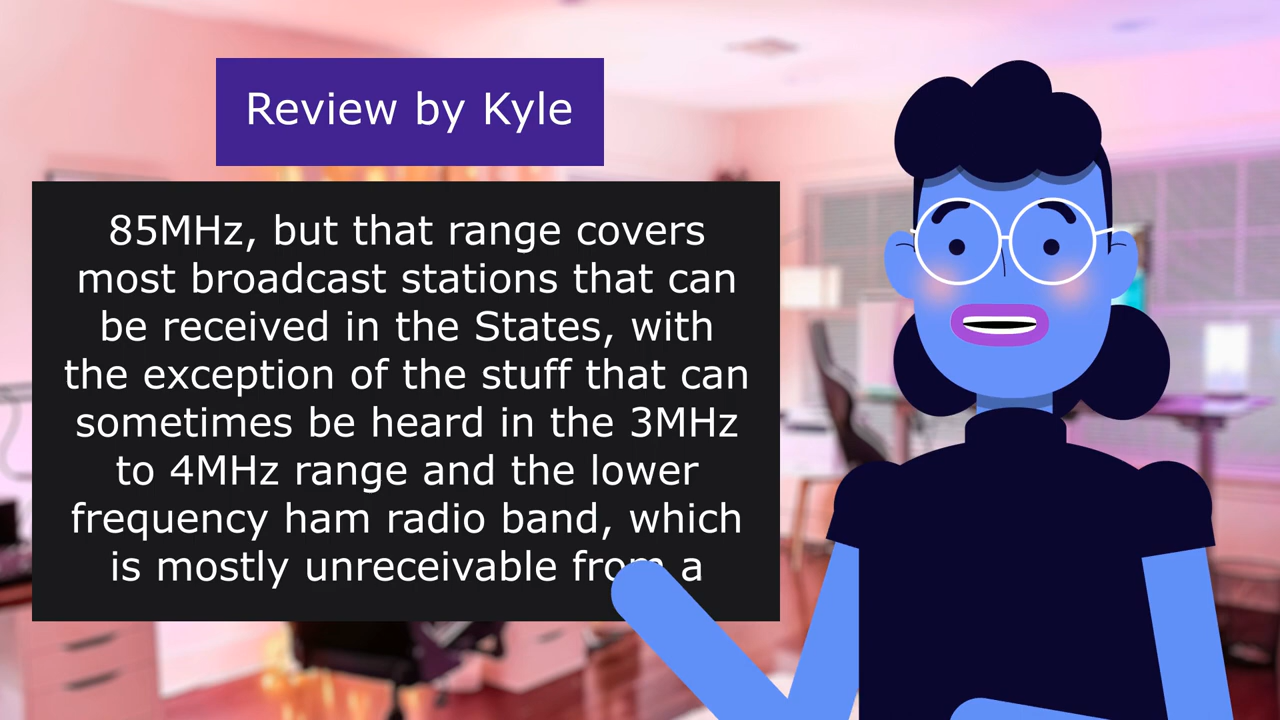 Review by Kyle
85MHz, but that range covers
most broadcast stations that can
be received in the States, with
the exception of the stuff that can
sometimes be heard in the 3MHz
to 4MHz range and the lower
frequency ham radio band, which
is mostly unreceivable from a